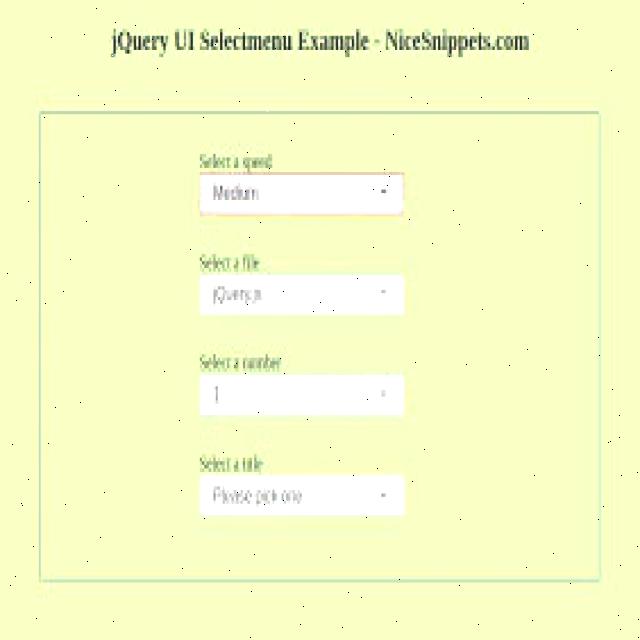 jQuery UI Selectmenu Example - NiceSnippets.com
Select a speed
Medium
Select a file
jQuery.js
Select a number
1
Select a title
Please pick one